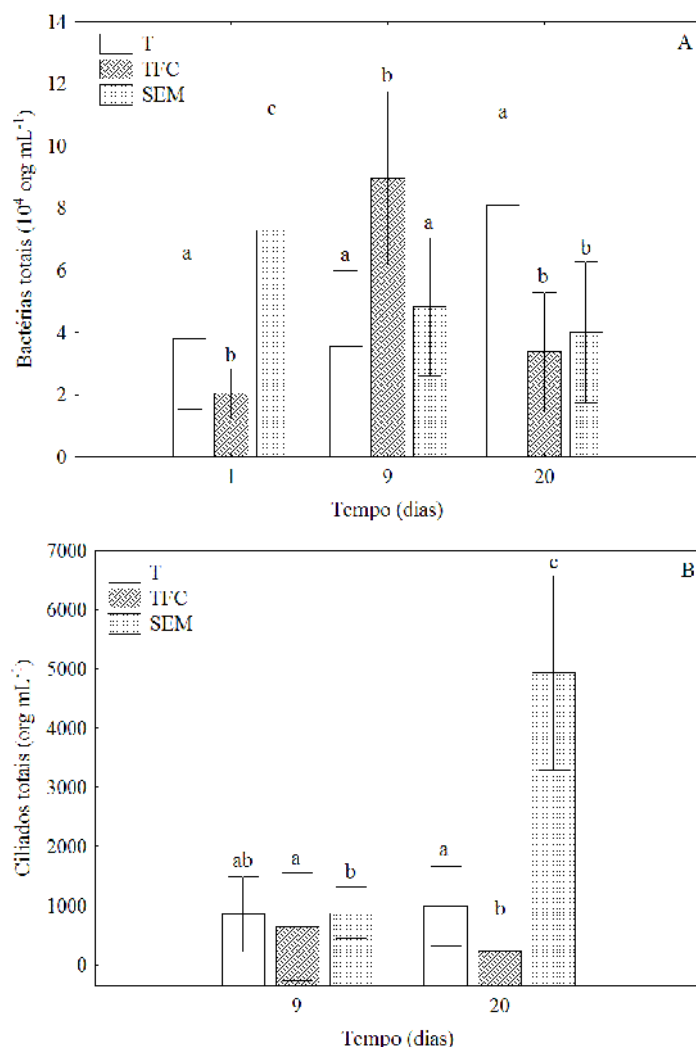 14
12
10
8
6
4
2
0
Bactérias totais (10⁴ org mL⁻¹)
T
TFC
SEM
A
a
b
c
a
b
a
a
b
b
1
9
20
Tempo (dias)
7000
6000
5000
4000
3000
2000
1000
0
Ciliados totais (org mL⁻¹)
T
TFC
SEM
B
ab
a
b
a
b
c
9
20
Tempo (dias)